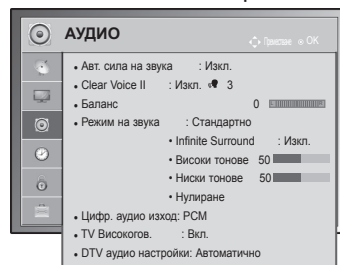 АУДИО
Преместване OK
• Авт. сила на звука : Изкл.
• Clear Voice II : Изкл. 3
• Баланс 0
• Режим на звука : Стандартно
• Infinite Surround : Изкл.
• Високи тонове 50
• Ниски тонове 50
• Нулиране
• Цифр. аудио изход: PCM
• TV Високогов. : Вкл.
• DTV аудио настройки: Автоматично